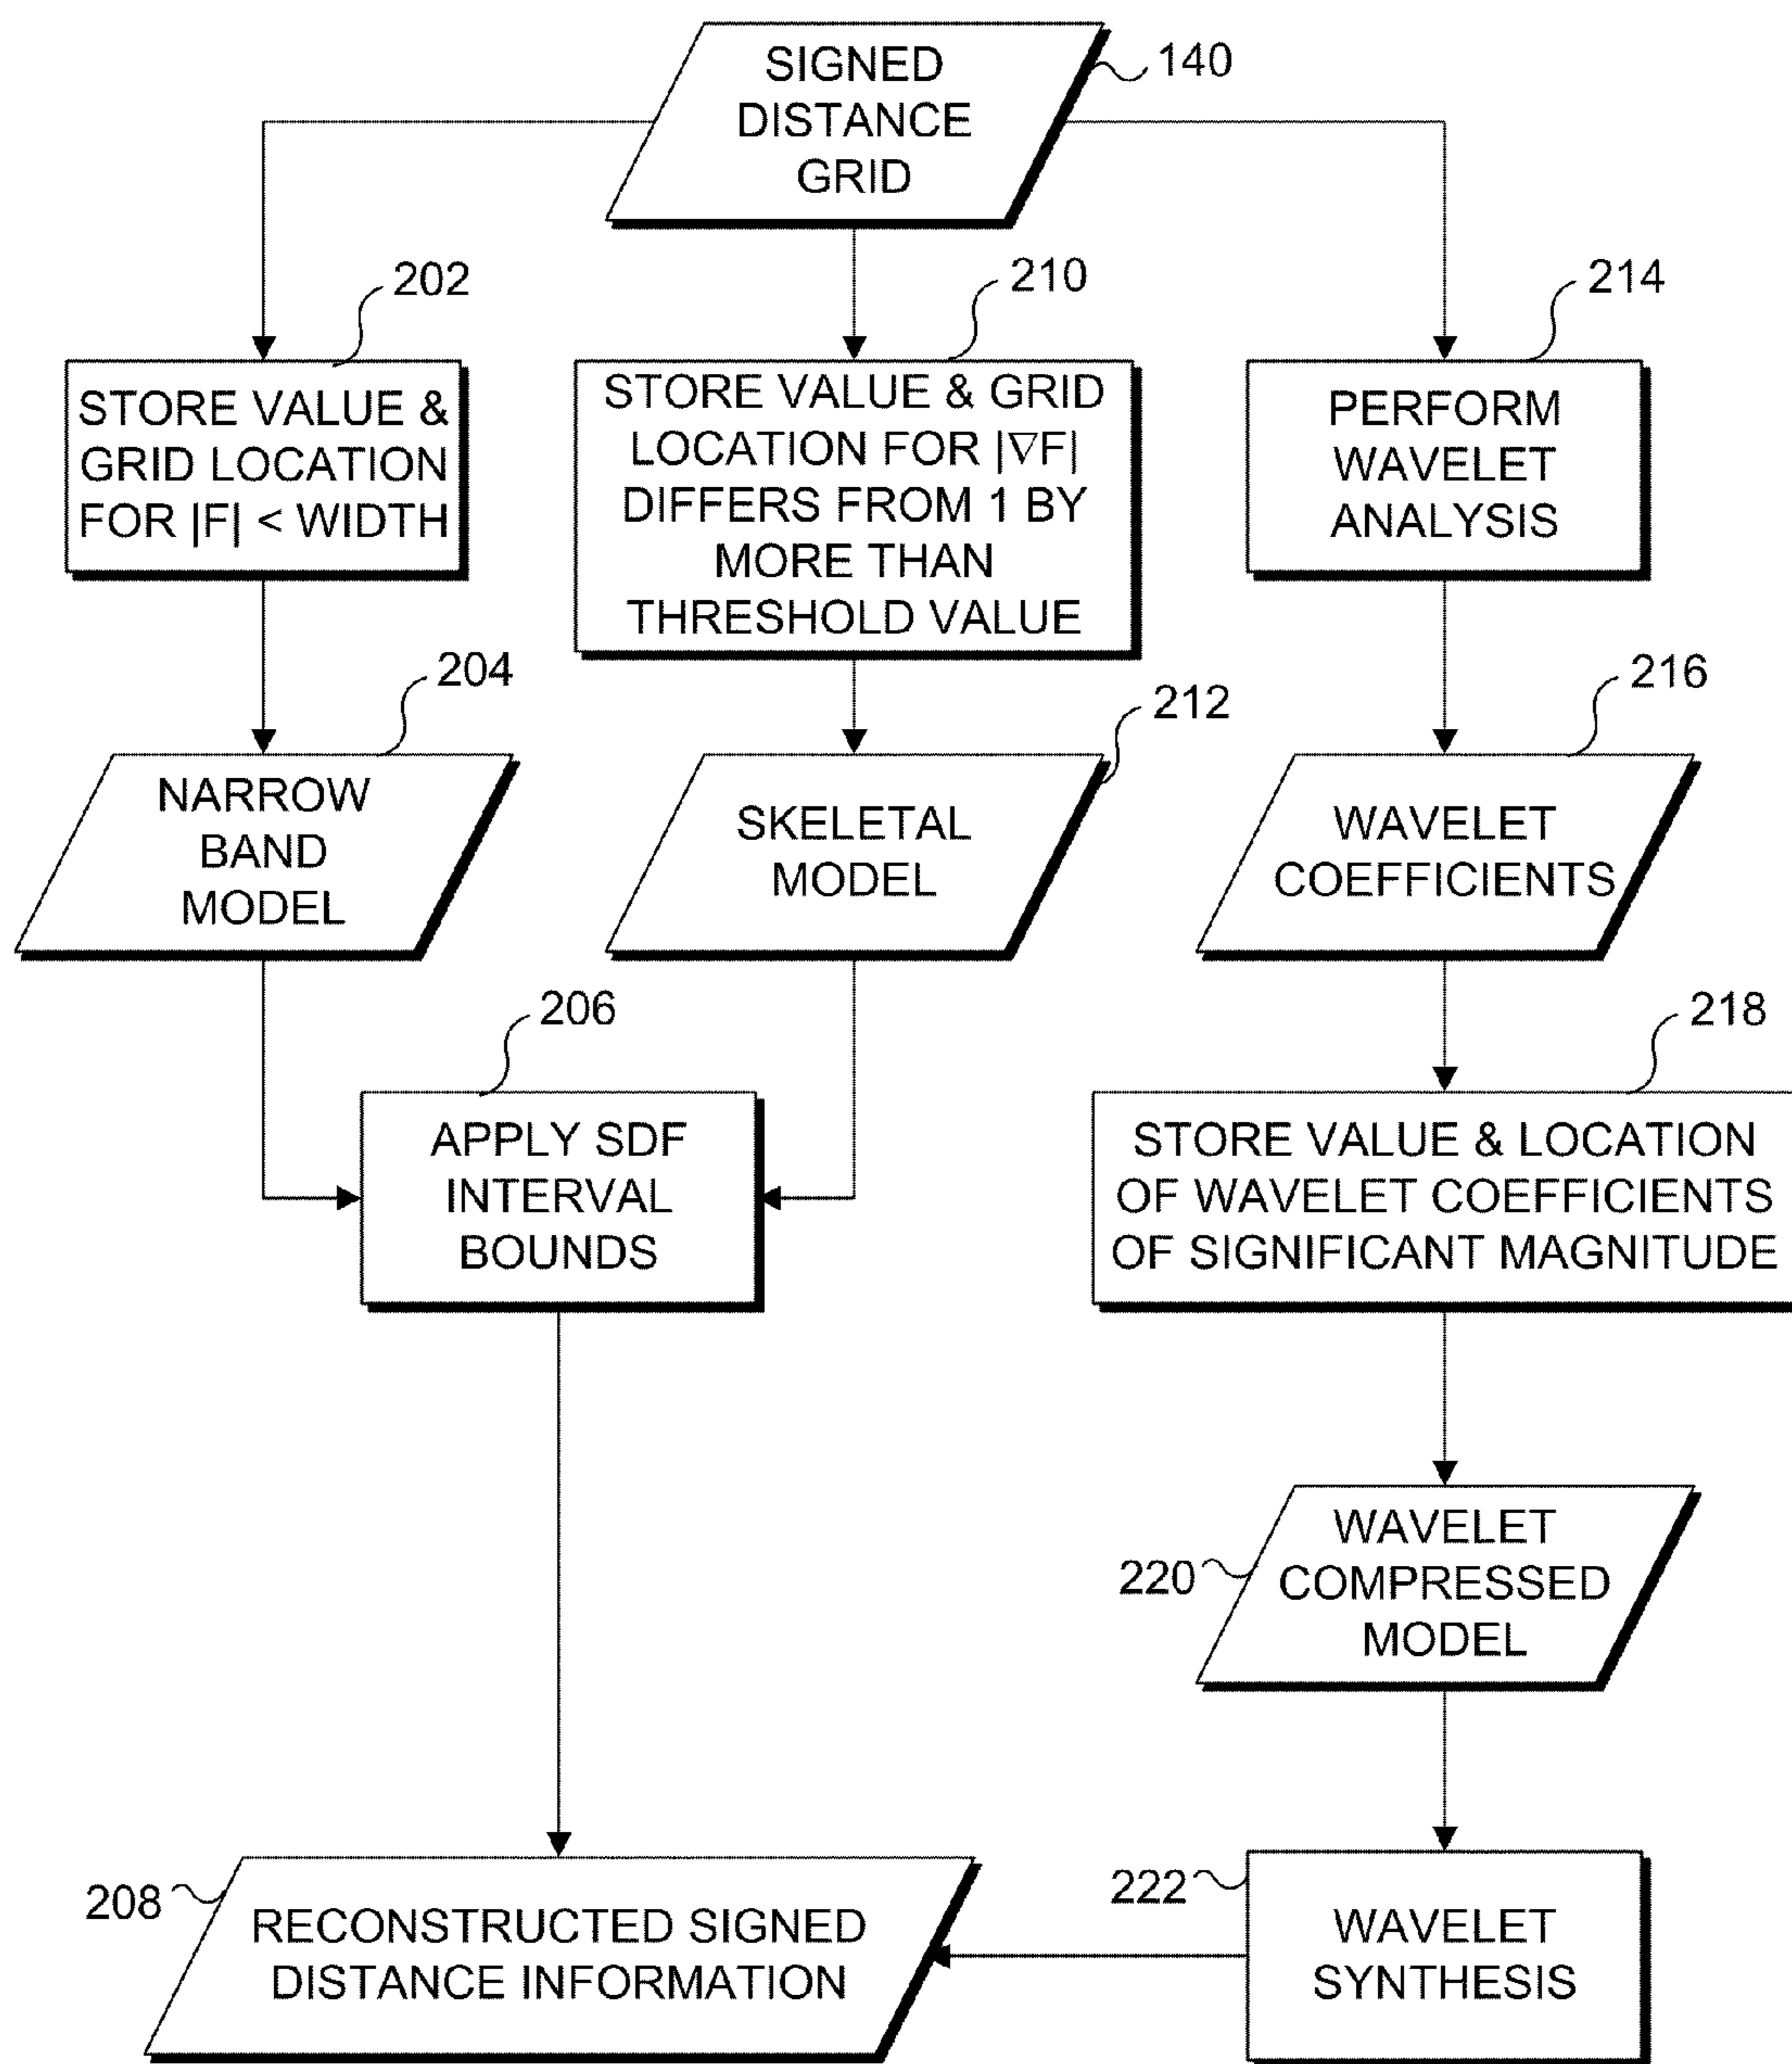 SIGNED
DISTANCE
GRID
140
202
210
214
STORE VALUE &
GRID LOCATION
FOR |F| < WIDTH
STORE VALUE & GRID
LOCATION FOR |∇F|
DIFFERS FROM 1 BY
MORE THAN
THRESHOLD VALUE
PERFORM
WAVELET
ANALYSIS
204
212
216
NARROW
BAND
MODEL
SKELETAL
MODEL
WAVELET
COEFFICIENTS
206
218
APPLY SDF
INTERVAL
BOUNDS
STORE VALUE & LOCATION
OF WAVELET COEFFICIENTS
OF SIGNIFICANT MAGNITUDE
220
WAVELET
COMPRESSED
MODEL
208
RECONSTRUCTED SIGNED
DISTANCE INFORMATION
222
WAVELET
SYNTHESIS